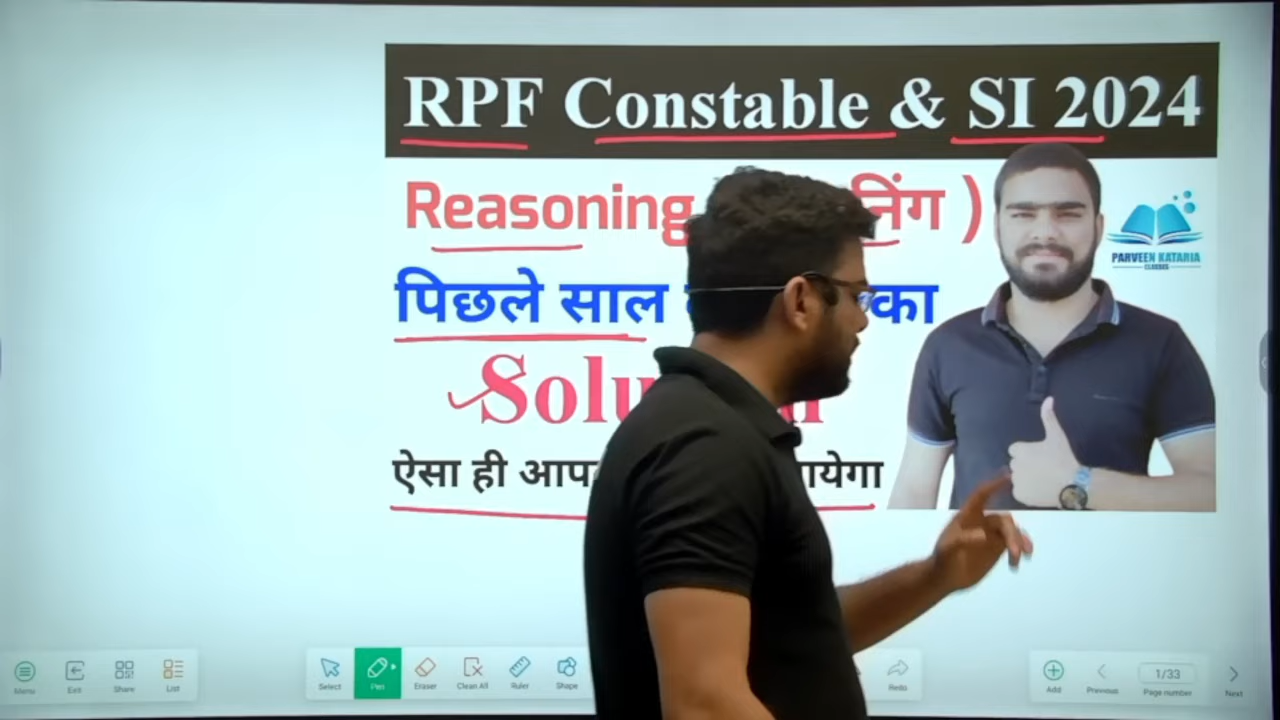 RPF Constable & SI 2024
Reasoning निंग )
पिछले साल का
Solu
ऐसा ही आप येगा
PARVEEN KATARIA
CLASSES
Menu
Exit
Share
List
Select
Pen
Eraser
Clean All
Ruler
Shape
Redo
Add
Previous
1/33
Page number
Next